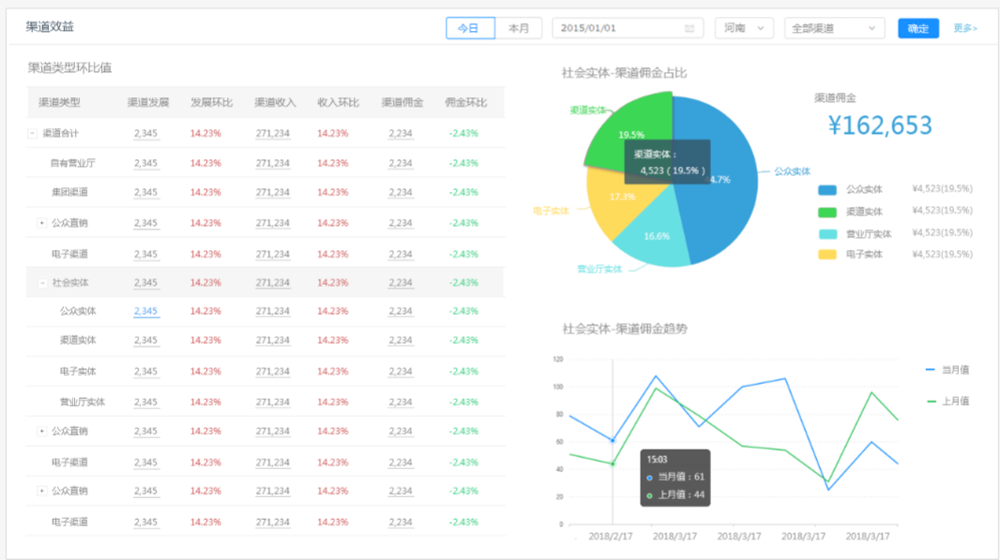 渠道效益
今日 本月 2015/01/01 河南 全部渠道 确定 更多>
渠道类型环比值
渠道类型 渠道发展 发展环比 渠道收入 收入环比 渠道佣金 佣金环比
渠道合计 2,345 14.23% 271,234 14.23% 2,234 -2.43%
自有营业厅 2,345 14.23% 271,234 14.23% 2,234 -2.43%
集团渠道 2,345 14.23% 271,234 14.23% 2,234 -2.43%
公众直销 2,345 14.23% 271,234 14.23% 2,234 -2.43%
电子渠道 2,345 14.23% 271,234 14.23% 2,234 -2.43%
社会实体 2,345 14.23% 271,234 14.23% 2,234 -2.43%
公众实体 2,345 14.23% 271,234 14.23% 2,234 -2.43%
渠道实体 2,345 14.23% 271,234 14.23% 2,234 -2.43%
电子实体 2,345 14.23% 271,234 14.23% 2,234 -2.43%
营业厅实体 2,345 14.23% 271,234 14.23% 2,234 -2.43%
公众直销 2,345 14.23% 271,234 14.23% 2,234 -2.43%
电子渠道 2,345 14.23% 271,234 14.23% 2,234 -2.43%
公众直销 2,345 14.23% 271,234 14.23% 2,234 -2.43%
电子渠道 2,345 14.23% 271,234 14.23% 2,234 -2.43%
社会实体-渠道佣金占比
渠道实体
19.5%
渠道实体：
4,523 ( 19.5% )
4.7%
公众实体
电子实体
17.3%
16.6%
营业厅实体
渠道佣金
¥162,653
公众实体 ¥4,523(19.5%)
渠道实体 ¥4,523(19.5%)
营业厅实体 ¥4,523(19.5%)
电子实体 ¥4,523(19.5%)
社会实体-渠道佣金趋势
120
100
80
60
40
20
0
15:03
当月值：61
上月值：44
2018/2/17 2018/3/17 2018/3/17 2018/3/17 2018/3/17
当月值
上月值